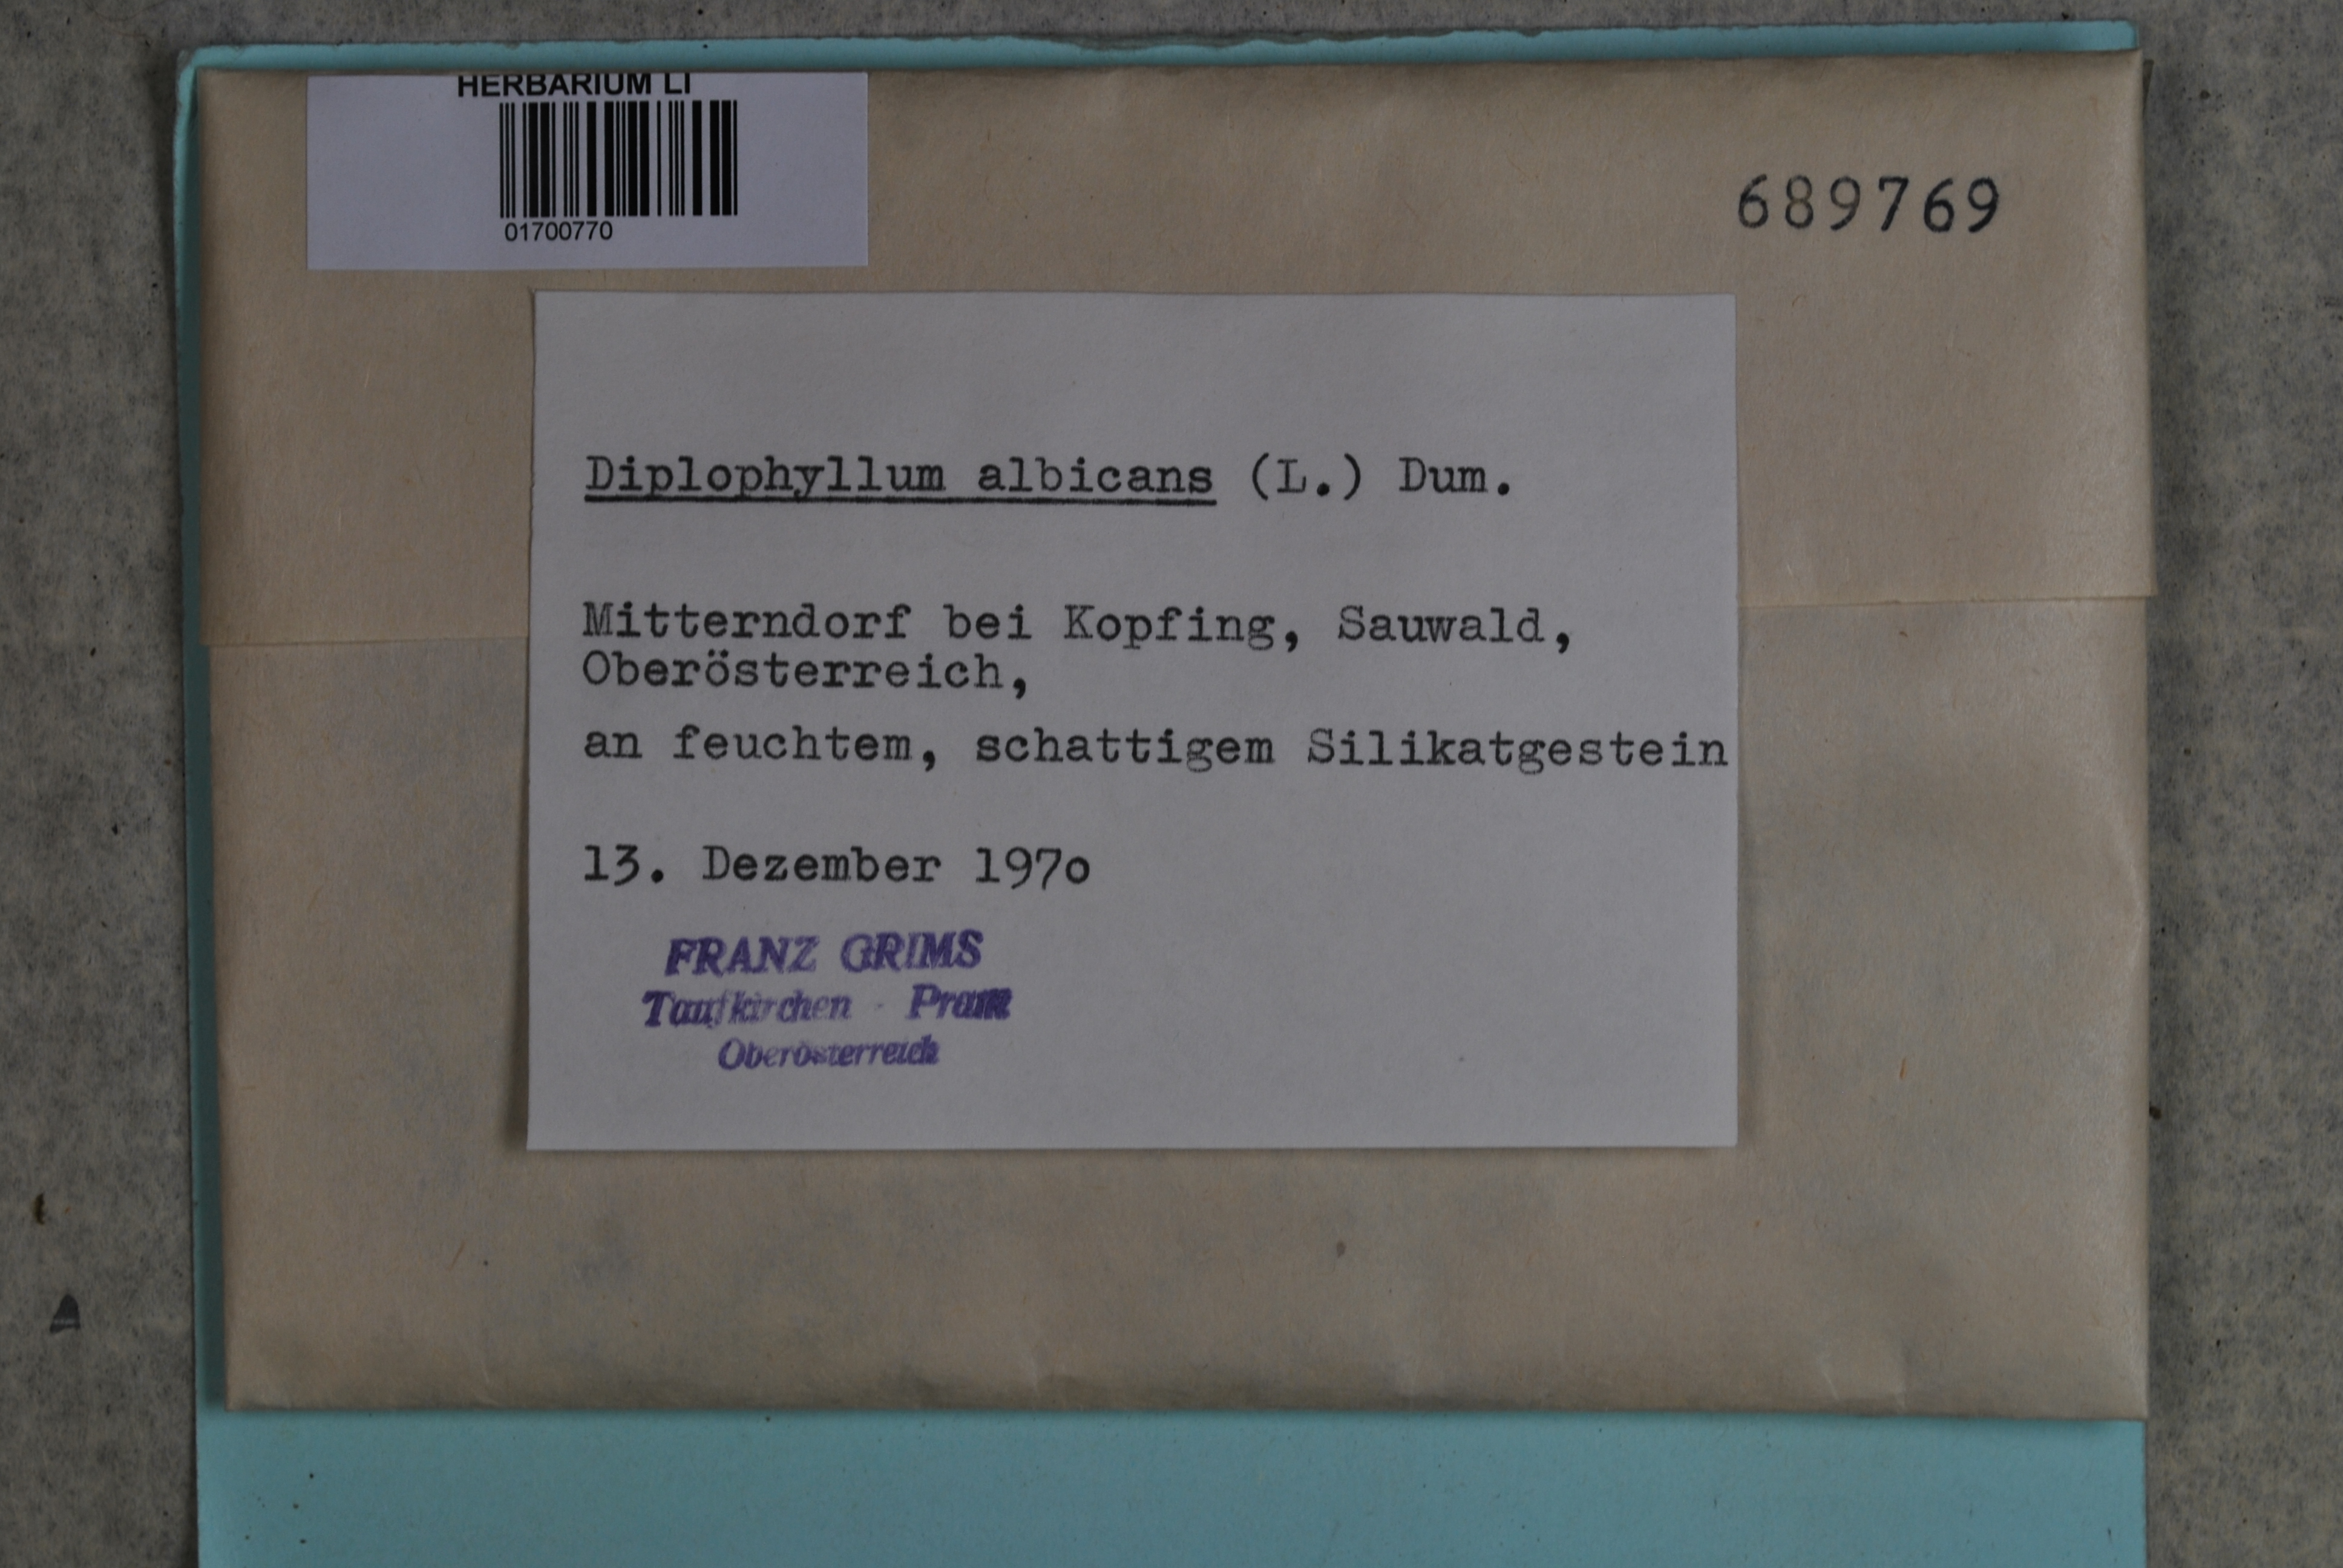 HERBARIUM LI
01700770
689769
Diplophyllum albicans (L.) Dum.
Mitterndorf bei Kopfing, Sauwald,
Oberösterreich,
an feuchtem, schattigem Silikatgestein
13. Dezember 197o
FRANZ GRIMS
Taufkirchen - Pram
Oberösterreich